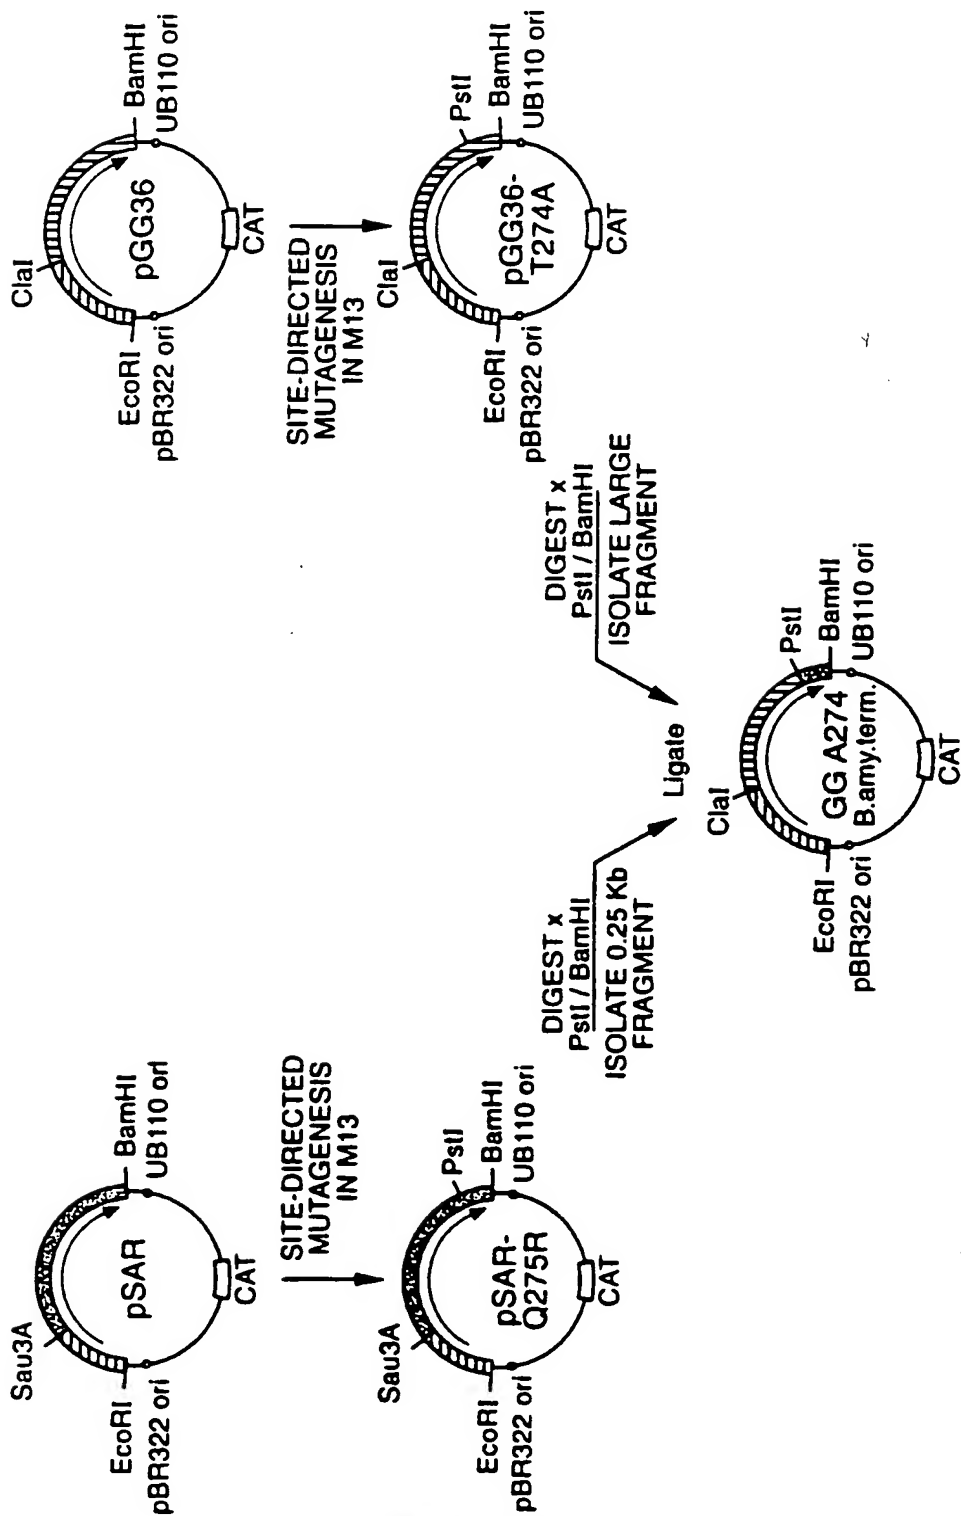 Sau3A
BamHI
UB110 ori
EcoRI
pBR322 ori
pSAR
CAT
SITE-DIRECTED
MUTAGENESIS
IN M13
Sau3A
PstI
BamHI
UB110 ori
EcoRI
pBR322 ori
pSAR-
Q275R
CAT
ClaI
BamHI
UB110 ori
EcoRI
pBR322 ori
pGG36
CAT
SITE-DIRECTED
MUTAGENESIS
IN M13
ClaI
PstI
BamHI
UB110 ori
EcoRI
pBR322 ori
pGG36-
T274A
CAT
DIGEST x
PstI / BamHI
ISOLATE 0.25 Kb
FRAGMENT
Ligate
DIGEST x
PstI / BamHI
ISOLATE LARGE
FRAGMENT
ClaI
PstI
BamHI
UB110 ori
EcoRI
pBR322 ori
GG A274
B.amy.term.
CAT